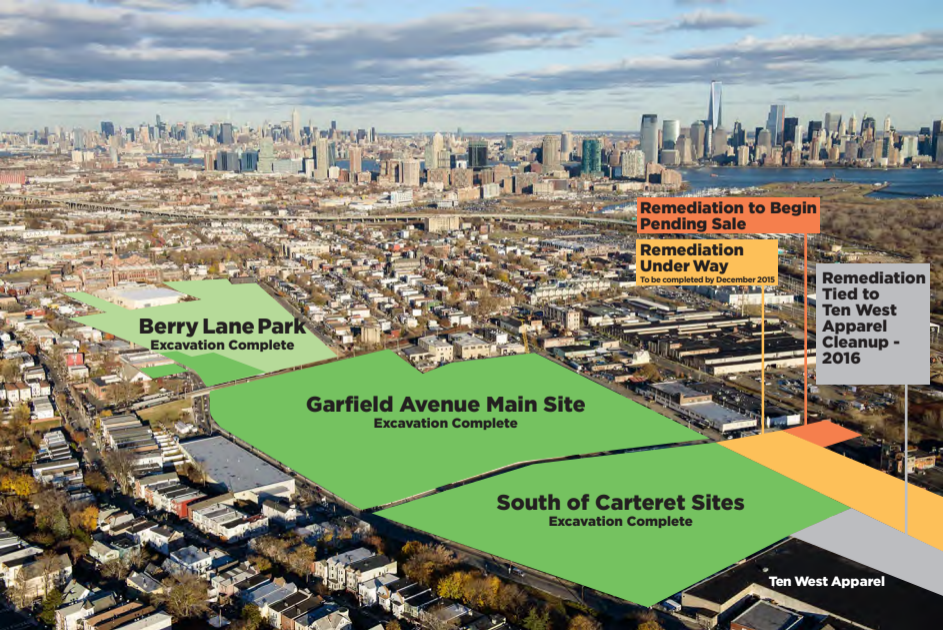 Remediation to Begin
Pending Sale
Remediation
Under Way
To be completed by December 2015
Remediation
Tied to
Ten West
Apparel
Cleanup -
2016
Berry Lane Park
Excavation Complete
Garfield Avenue Main Site
Excavation Complete
South of Carteret Sites
Excavation Complete
Ten West Apparel